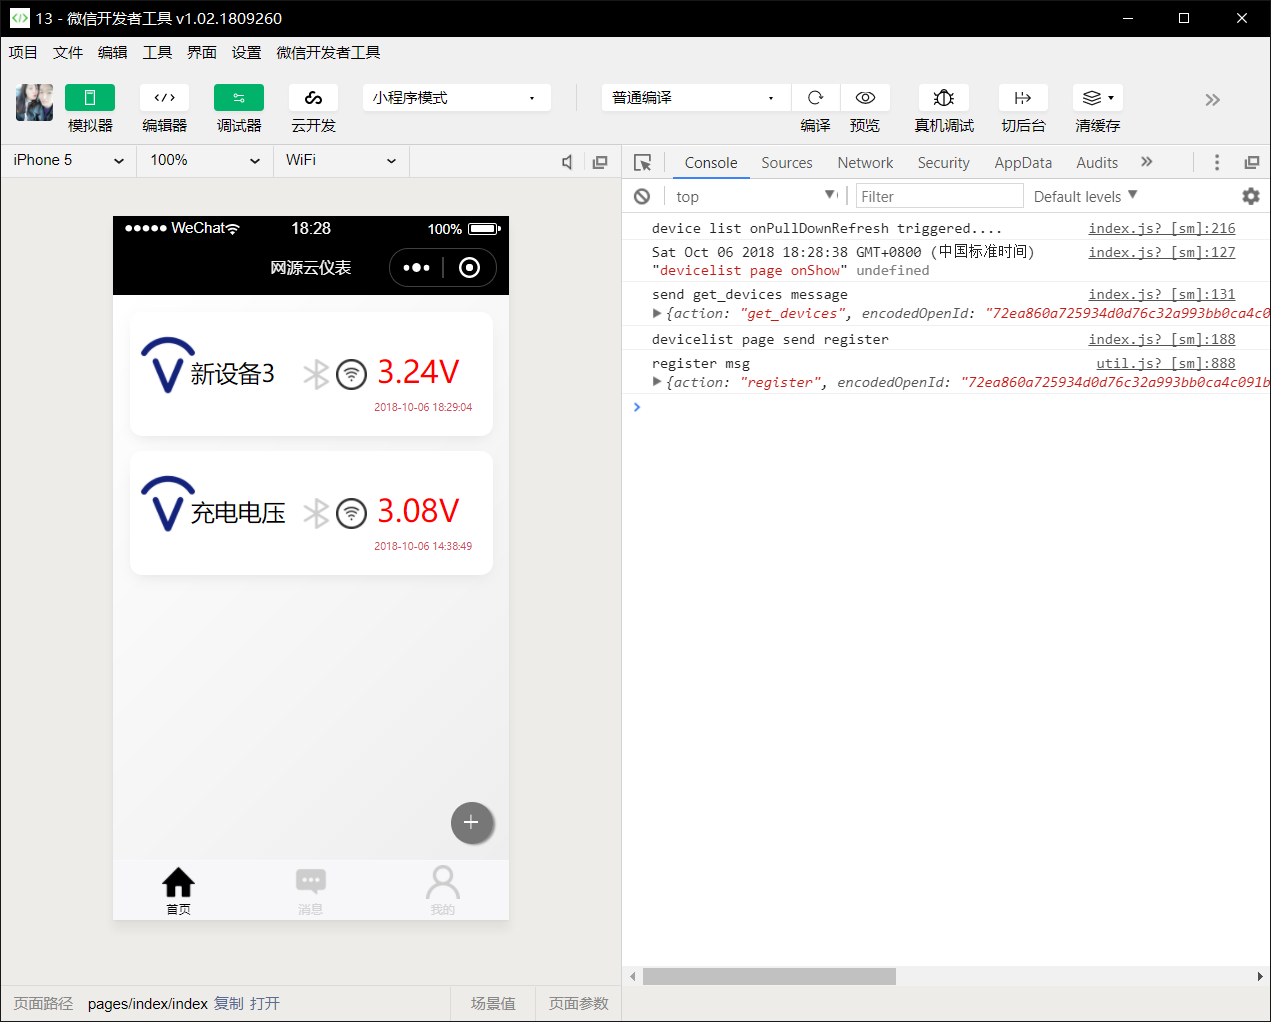 13 - 微信开发者工具 v1.02.1809260
项目 文件 编辑 工具 界面 设置 微信开发者工具
小程序模式 普通编译
模拟器 编辑器 调试器 云开发 编译 预览 真机调试 切后台 清缓存
iPhone 5 100% WiFi
Console Sources Network Security AppData Audits
top Filter Default levels
WeChat 18:28 100%
网源云仪表
新设备3 3.24V
2018-10-06 18:29:04
充电电压 3.08V
2018-10-06 14:38:49
首页 消息 我的
device list onPullDownRefresh triggered.... index.js? [sm]:216
Sat Oct 06 2018 18:28:38 GMT+0800 (中国标准时间) index.js? [sm]:127
"devicelist page onShow" undefined
send get_devices message index.js? [sm]:131
{action: "get_devices", encodedOpenId: "72ea860a725934d0d76c32a993bb0ca4c0
devicelist page send register index.js? [sm]:188
register msg util.js? [sm]:888
{action: "register", encodedOpenId: "72ea860a725934d0d76c32a993bb0ca4c091b
页面路径 pages/index/index 复制 打开 场景值 页面参数